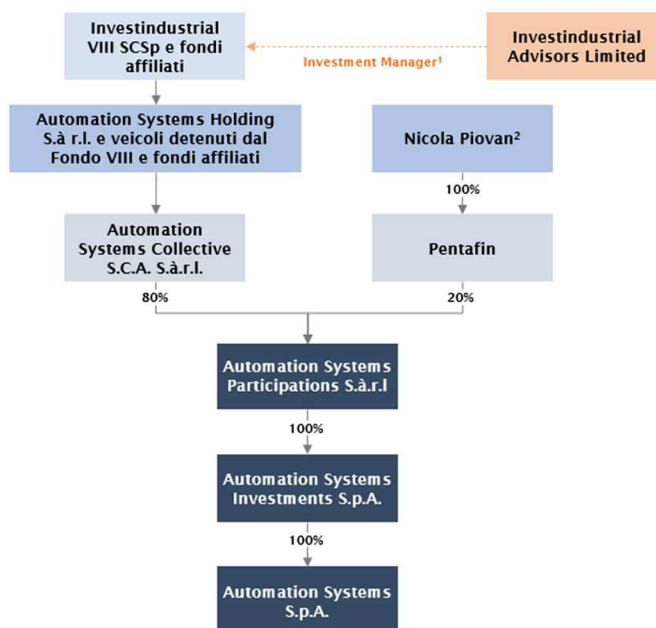 Investindustrial
VIII SCSp e fondi
affiliati
Investment Manager¹
Investindustrial
Advisors Limited
Automation Systems Holding
S.à r.l. e veicoli detenuti dal
Fondo VIII e fondi affiliati
Nicola Piovan²
100%
Automation
Systems Collective
S.C.A. S.à.r.l.
Pentafin
80%
20%
Automation Systems
Participations S.à.r.l
100%
Automation Systems
Investments S.p.A.
100%
Automation Systems
S.p.A.